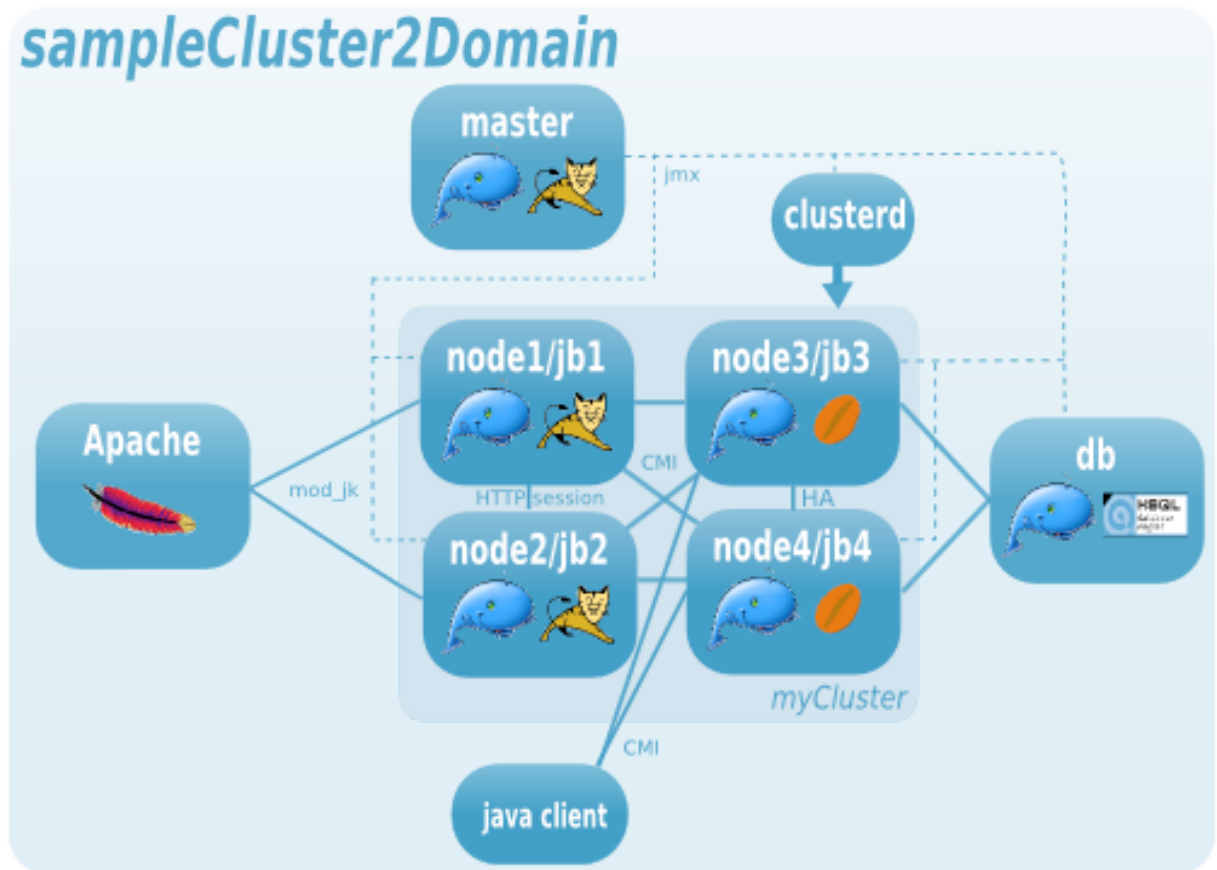 sampleCluster2Domain
master
jmx
clusterd
node1/jb1
node3/jb3
Apache
mod_jk
CMI
HTTP session
HA
db
HSQL
node2/jb2
node4/jb4
myCluster
CMI
java client